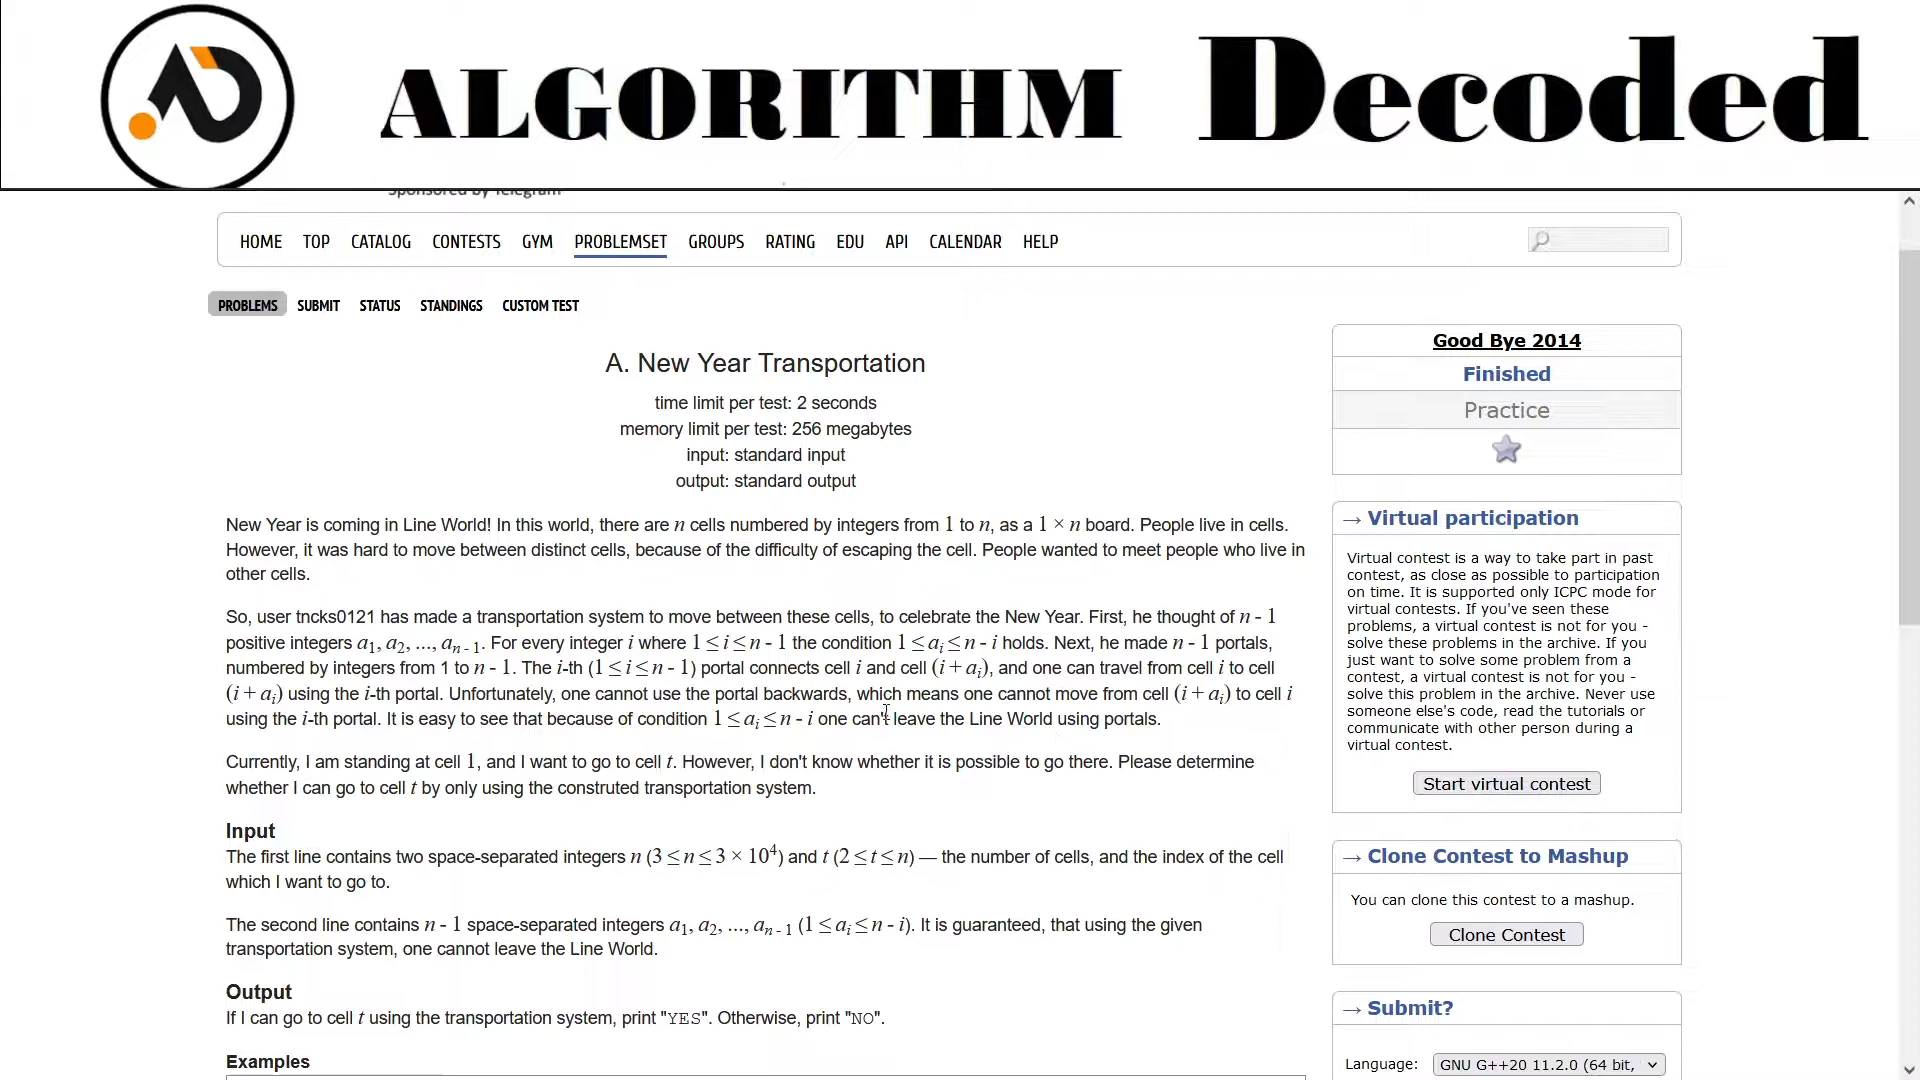 ALGORITHM Decoded
Sponsored by Telegram
HOME TOP CATALOG CONTESTS GYM PROBLEMSET GROUPS RATING EDU API CALENDAR HELP
PROBLEMS SUBMIT STATUS STANDINGS CUSTOM TEST
A. New Year Transportation
time limit per test: 2 seconds
memory limit per test: 256 megabytes
input: standard input
output: standard output
New Year is coming in Line World! In this world, there are n cells numbered by integers from 1 to n, as a 1 × n board. People live in cells.
However, it was hard to move between distinct cells, because of the difficulty of escaping the cell. People wanted to meet people who live in
other cells.
So, user tncks0121 has made a transportation system to move between these cells, to celebrate the New Year. First, he thought of n - 1
positive integers a1, a2, ..., an - 1. For every integer i where 1 ≤ i ≤ n - 1 the condition 1 ≤ ai ≤ n - i holds. Next, he made n - 1 portals,
numbered by integers from 1 to n - 1. The i-th (1 ≤ i ≤ n - 1) portal connects cell i and cell (i + ai), and one can travel from cell i to cell
(i + ai) using the i-th portal. Unfortunately, one cannot use the portal backwards, which means one cannot move from cell (i + ai) to cell i
using the i-th portal. It is easy to see that because of condition 1 ≤ ai ≤ n - i one can't leave the Line World using portals.
Currently, I am standing at cell 1, and I want to go to cell t. However, I don't know whether it is possible to go there. Please determine
whether I can go to cell t by only using the construted transportation system.
Input
The first line contains two space-separated integers n (3 ≤ n ≤ 3 × 10^4) and t (2 ≤ t ≤ n) — the number of cells, and the index of the cell
which I want to go to.
The second line contains n - 1 space-separated integers a1, a2, ..., an - 1 (1 ≤ ai ≤ n - i). It is guaranteed, that using the given
transportation system, one cannot leave the Line World.
Output
If I can go to cell t using the transportation system, print "YES". Otherwise, print "NO".
Examples
Good Bye 2014
Finished
Practice
→ Virtual participation
Virtual contest is a way to take part in past
contest, as close as possible to participation
on time. It is supported only ICPC mode for
virtual contests. If you've seen these
problems, a virtual contest is not for you -
solve these problems in the archive. If you
just want to solve some problem from a
contest, a virtual contest is not for you -
solve this problem in the archive. Never use
someone else's code, read the tutorials or
communicate with other person during a
virtual contest.
Start virtual contest
→ Clone Contest to Mashup
You can clone this contest to a mashup.
Clone Contest
→ Submit?
Language: GNU G++20 11.2.0 (64 bit,